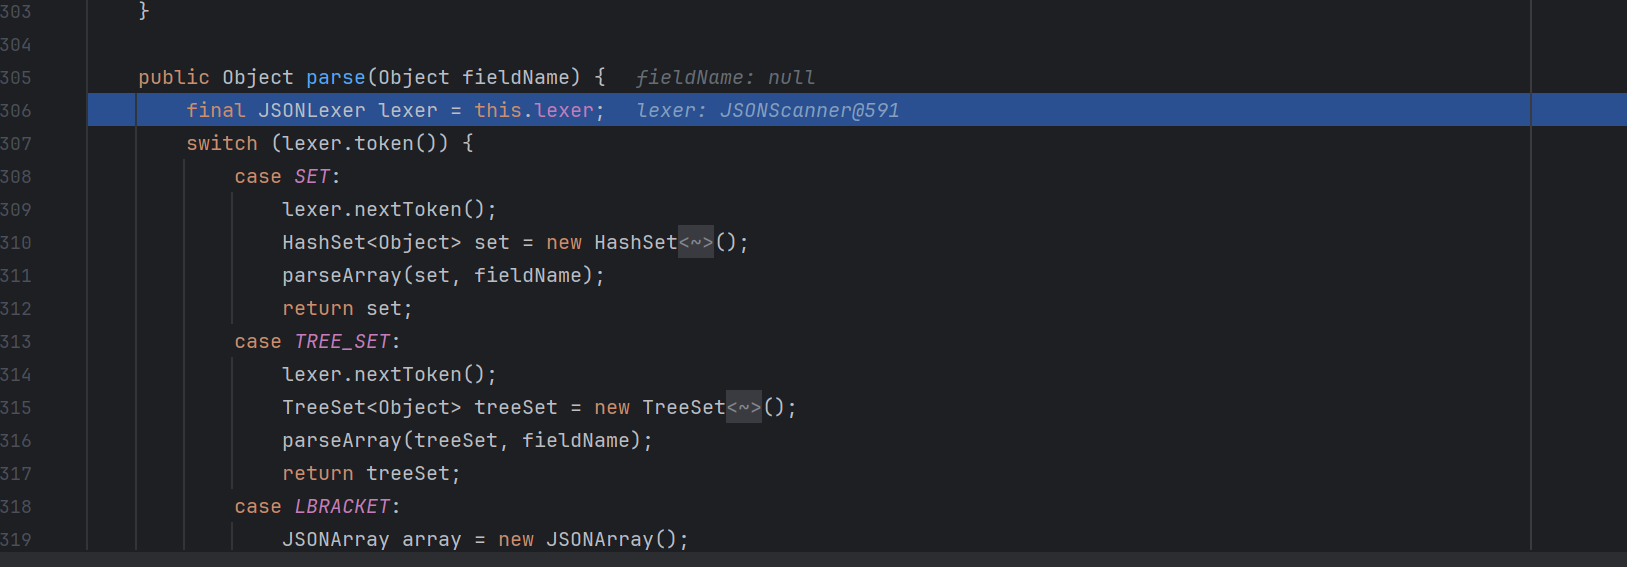 303 }
304
305 public Object parse(Object fieldName) { fieldName: null
306 final JSONLexer lexer = this.lexer; lexer: JSONScanner@591
307 switch (lexer.token()) {
308 case SET:
309 lexer.nextToken();
310 HashSet<Object> set = new HashSet<~>();
311 parseArray(set, fieldName);
312 return set;
313 case TREE_SET:
314 lexer.nextToken();
315 TreeSet<Object> treeSet = new TreeSet<~>();
316 parseArray(treeSet, fieldName);
317 return treeSet;
318 case LBRACKET:
319 JSONArray array = new JSONArray();